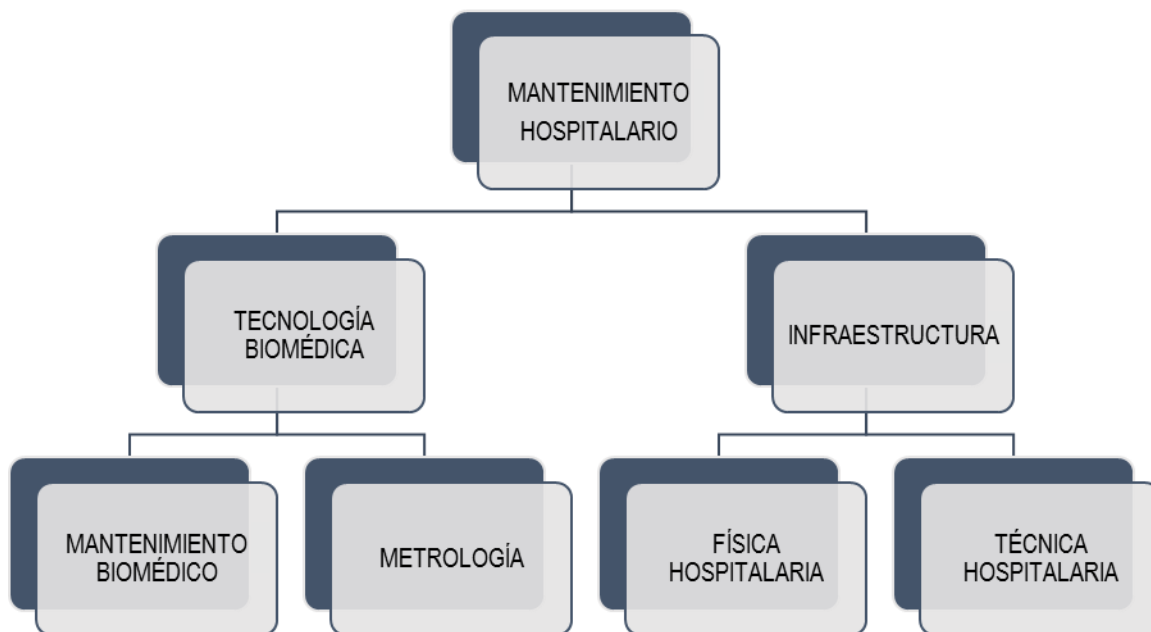 MANTENIMIENTO
HOSPITALARIO
TECNOLOGÍA
BIOMÉDICA
INFRAESTRUCTURA
MANTENIMIENTO
BIOMÉDICO
METROLOGÍA
FÍSICA
HOSPITALARIA
TÉCNICA
HOSPITALARIA